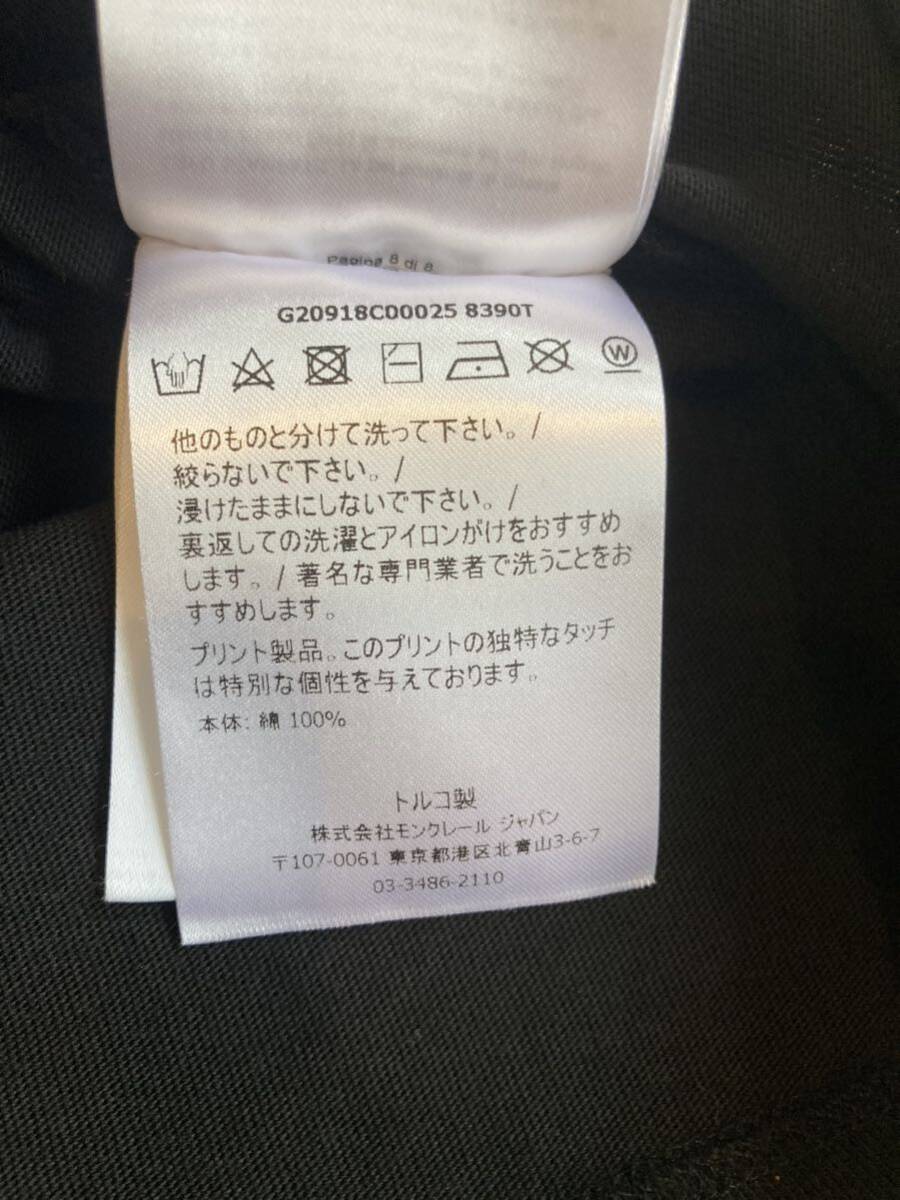 Pagina 8 di 8
G20918C00025 8390T
W
他のものと分けて洗って下さい。/
絞らないで下さい。/
浸けたままにしないで下さい。/
裏返しての洗濯とアイロンがけをおすすめ
します。/ 著名な専門業者で洗うことをお
すすめします。
プリント製品。このプリントの独特なタッチ
は特別な個性を与えております。
本体: 綿 100%
トルコ製
株式会社モンクレール ジャパン
〒107-0061 東京都港区北青山3-6-7
03-3486-2110